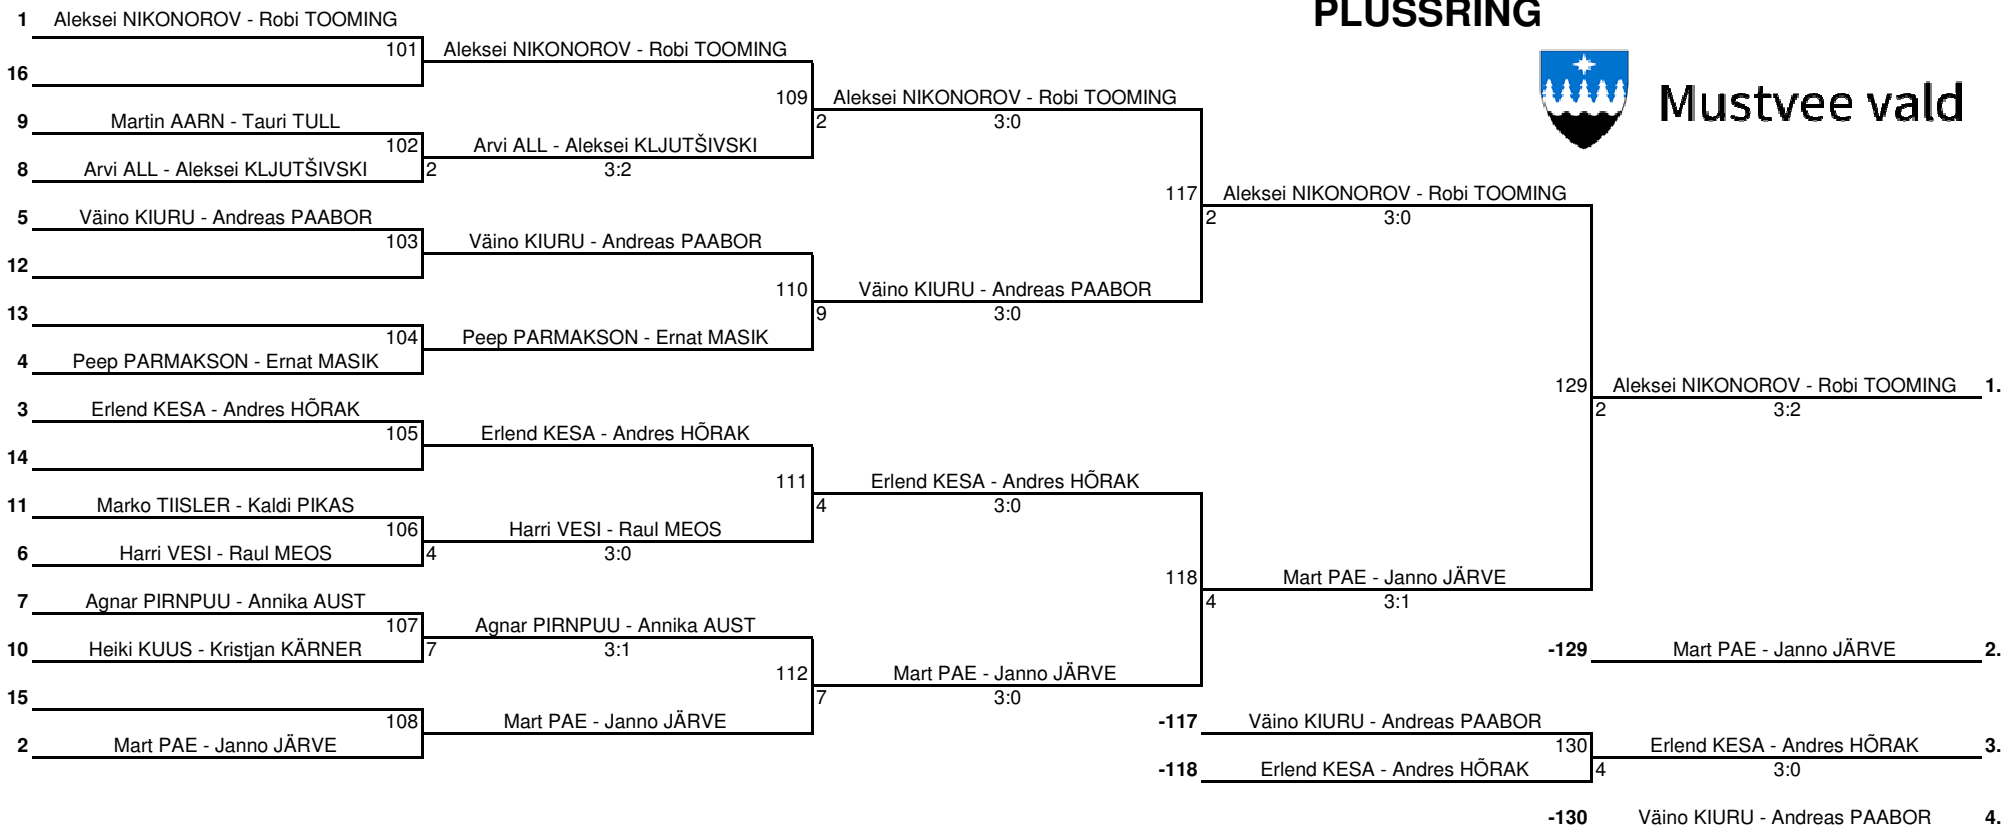 PLUSSRING
Mustvee vald
1 Aleksei NIKONOROV - Robi TOOMING
101 Aleksei NIKONOROV - Robi TOOMING
16
109 Aleksei NIKONOROV - Robi TOOMING
2 3:0
9 Martin AARN - Tauri TULL
102 Arvi ALL - Aleksei KLJUTŠIVSKI
8 Arvi ALL - Aleksei KLJUTŠIVSKI 2 3:2
117 Aleksei NIKONOROV - Robi TOOMING
2 3:0
5 Väino KIURU - Andreas PAABOR
103 Väino KIURU - Andreas PAABOR
12
110 Väino KIURU - Andreas PAABOR
9 3:0
13
104 Peep PARMAKSON - Ernat MASIK
4 Peep PARMAKSON - Ernat MASIK
129 Aleksei NIKONOROV - Robi TOOMING 1.
2 3:2
3 Erlend KESA - Andres HÕRAK
105 Erlend KESA - Andres HÕRAK
14
111 Erlend KESA - Andres HÕRAK
4 3:0
11 Marko TIISLER - Kaldi PIKAS
106 Harri VESI - Raul MEOS
6 Harri VESI - Raul MEOS 4 3:0
118 Mart PAE - Janno JÄRVE
4 3:1
7 Agnar PIRNPUU - Annika AUST
107 Agnar PIRNPUU - Annika AUST
10 Heiki KUUS - Kristjan KÄRNER 7 3:1
-129 Mart PAE - Janno JÄRVE 2.
112 Mart PAE - Janno JÄRVE
7 3:0
15
108 Mart PAE - Janno JÄRVE
2 Mart PAE - Janno JÄRVE
-117 Väino KIURU - Andreas PAABOR
130 Erlend KESA - Andres HÕRAK 3.
-118 Erlend KESA - Andres HÕRAK 4 3:0
-130 Väino KIURU - Andreas PAABOR 4.